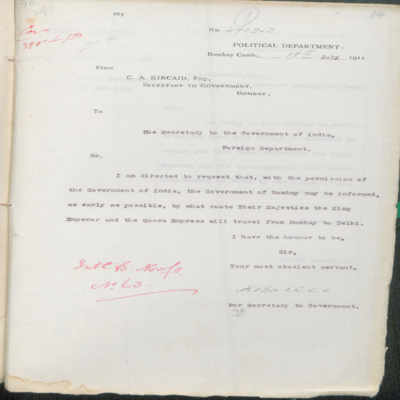 No. 4902-D
POLITICAL DEPARTMENT.
Bombay Castle, July, 1911.
From
C. A. KINCAID, ESQ.,
SECRETARY TO GOVERNMENT,
BOMBAY.
To
The Secretary to the Government of India,
Foreign Department.
Sir,
I am directed to request that, with the permission of
the Government of India, the Government of Bombay may be informed,
as early as possible, by what route Their Majesties the King
Emperor and the Queen Empress will travel from Bombay to Delhi.
I have the honour to be,
Sir,
Your most obedient servant,
For Secretary to Government.
No 63